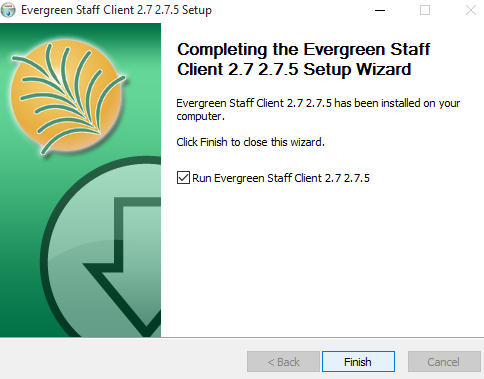 Evergreen Staff Client 2.7 2.7.5 Setup
Completing the Evergreen Staff
Client 2.7 2.7.5 Setup Wizard
Evergreen Staff Client 2.7 2.7.5 has been installed on your
computer.
Click Finish to close this wizard.
Run Evergreen Staff Client 2.7 2.7.5
< Back
Finish
Cancel